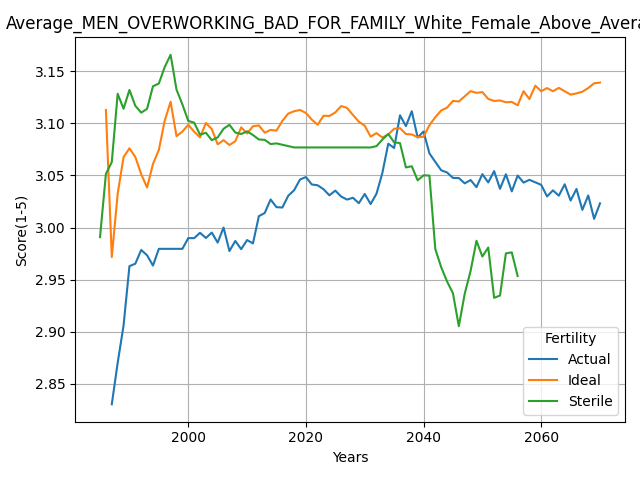 Average_MEN_OVERWORKING_BAD_FOR_FAMILY_White_Female_Above_Avera
3.15
3.10
3.05
3.00
2.95
2.90
2.85
Score(1-5)
2000 2020 2040 2060
Years
Fertility
Actual
Ideal
Sterile